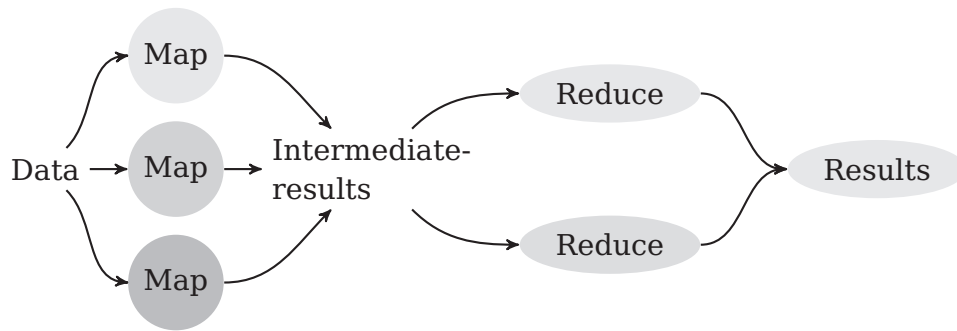 Map
Data
Map
Map
Intermediate-
results
Reduce
Reduce
Results